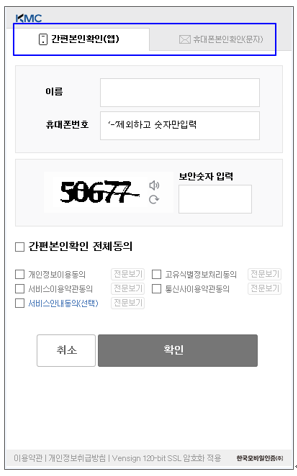 KMC
간편본인확인(앱) 휴대폰본인확인(문자)
이름
휴대폰번호 '-'제외하고 숫자만입력
보안숫자 입력
50677
간편본인확인 전체동의
개인정보이용동의 전문보기 고유식별정보처리동의 전문보기
서비스이용약관동의 전문보기 통신사이용약관동의 전문보기
서비스안내동의(선택) 전문보기
취소 확인
이용약관 | 개인정보취급방침 | Vensign 120-bit SSL 암호화 적용 한국모바일인증㈜